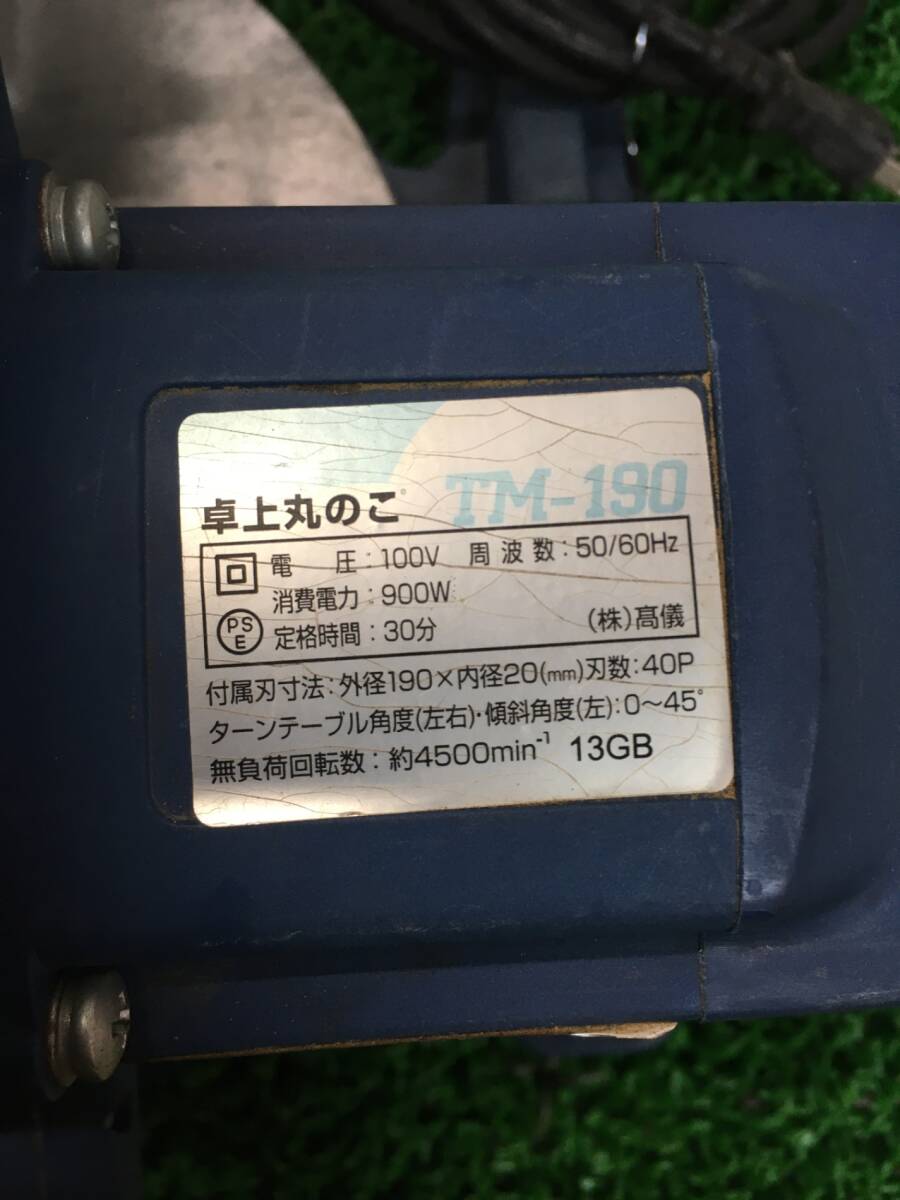 卓上丸のこ TM-190
電 圧:100V 周波数:50/60Hz
消費電力:900W
PS
E
定格時間:30分 (株)髙儀
付属刃寸法:外径190×内径20(mm)刃数:40P
ターンテーブル角度(左右)・傾斜角度(左):0～45°
無負荷回転数:約4500min⁻¹ 13GB